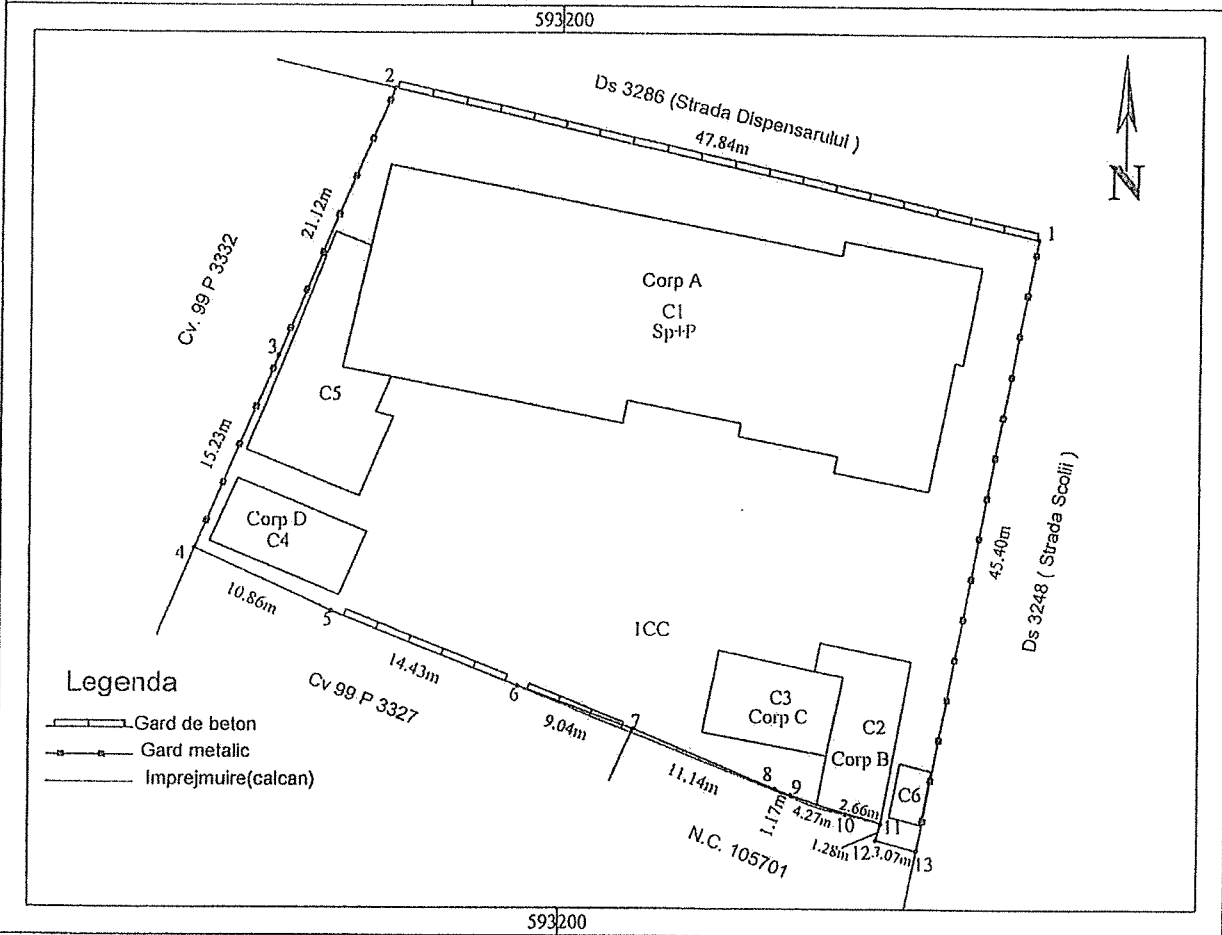 593200
2
Ds 3286 (Strada Dispensarului )
47.84m
N
1
21.12m
Cv. 99 P 3332
Corp A
C1
Sp+P
3
C5
15.23m
Corp D
C4
4
10.86m
5
14.43m
6
9.04m
7
Cv 99 P 3327
1CC
45.40m
Ds 3248 ( Strada Scolii )
C3
Corp C
C2
Corp B
C6
11.14m
8
9
1.17m
4.27m
10
2.66m
11
1.28m
12
3.07m
13
N.C. 105701
Legenda
Gard de beton
Gard metalic
Imprejmuire(calcan)
593200